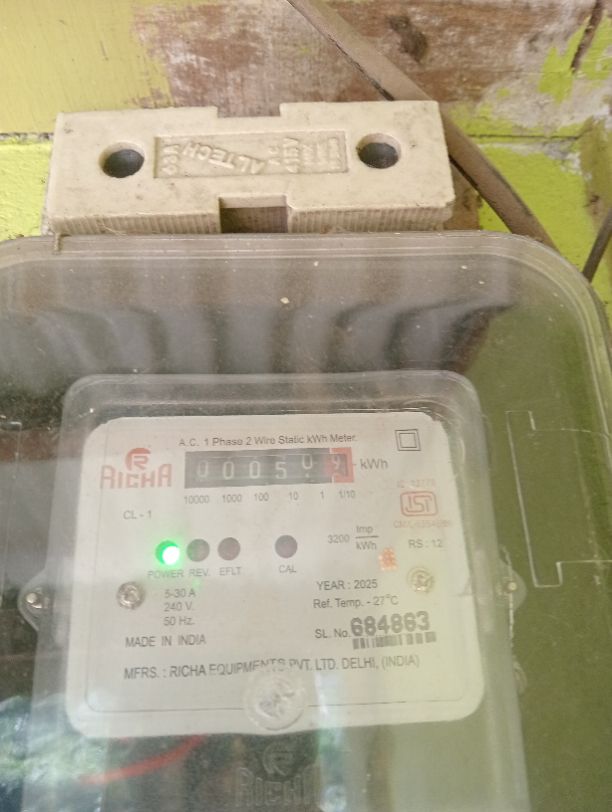 ALTECH
A.C. 1 Phase 2 Wire Static kWh Meter.
RICHA
kWh
10000 1000 100 10 1 1/10
CL - 1
3200 Imp/kWh
RS : 12
POWER REV. EFLT CAL
5-30 A
240 V.
50 Hz.
YEAR : 2025
Ref. Temp. - 27°C
MADE IN INDIA
SL. No. 684863
MFRS. : RICHA EQUIPMENTS PVT. LTD. DELHI, (INDIA)
RICHA